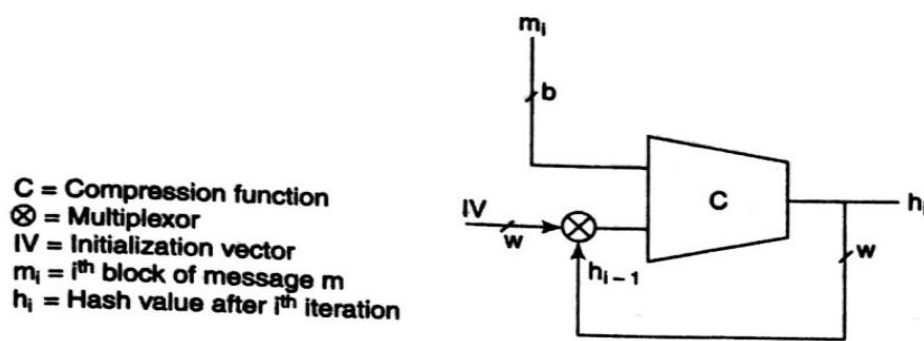 mᵢ
b
C = Compression function
⊗ = Multiplexor
IV = Initialization vector
mᵢ = iᵗʰ block of message m
hᵢ = Hash value after iᵗʰ iteration
IV
w
C
hᵢ
hᵢ₋₁
w